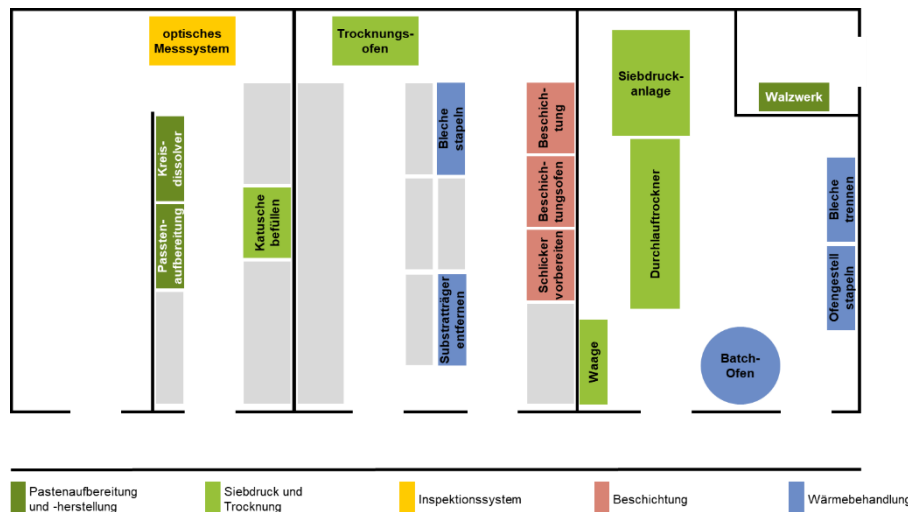 optisches
Messsystem
Trocknungs-
ofen
Siebdruck-
anlage
Walzwerk
Kreis-
dissolver
Passten-
aufbereitung
Katusche
befüllen
Bleche
stapeln
Substratträger
entfernen
Beschich-
tung
Beschich-
tungsofen
Schlicker
vorbereiten
Durchlauftrockner
Waage
Batch-
Ofen
Bleche
trennen
Ofengestell
stapeln
Pastenaufbereitung
und -herstellung
Siebdruck und
Trocknung
Inspektionssystem
Beschichtung
Wärmebehandlung